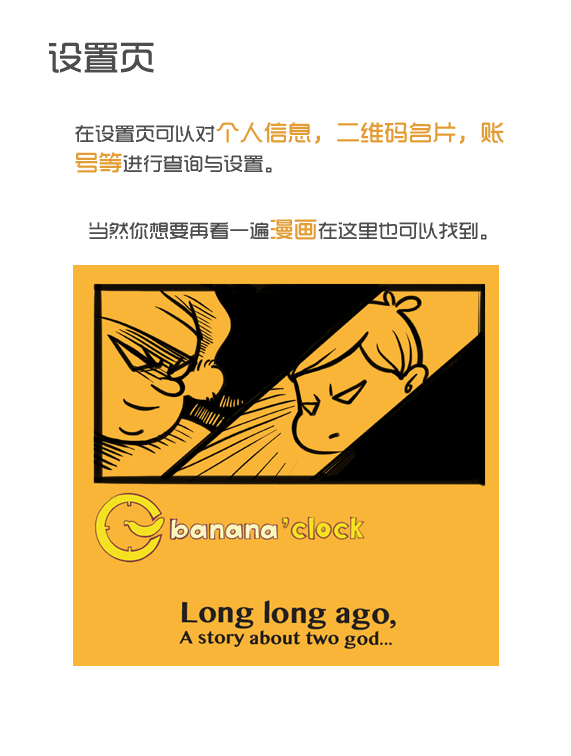 设置页
在设置页可以对个人信息，二维码名片，账
号等进行查询与设置。
当然你想要再看一遍漫画在这里也可以找到。
banana'clock
Long long ago,
A story about two god...